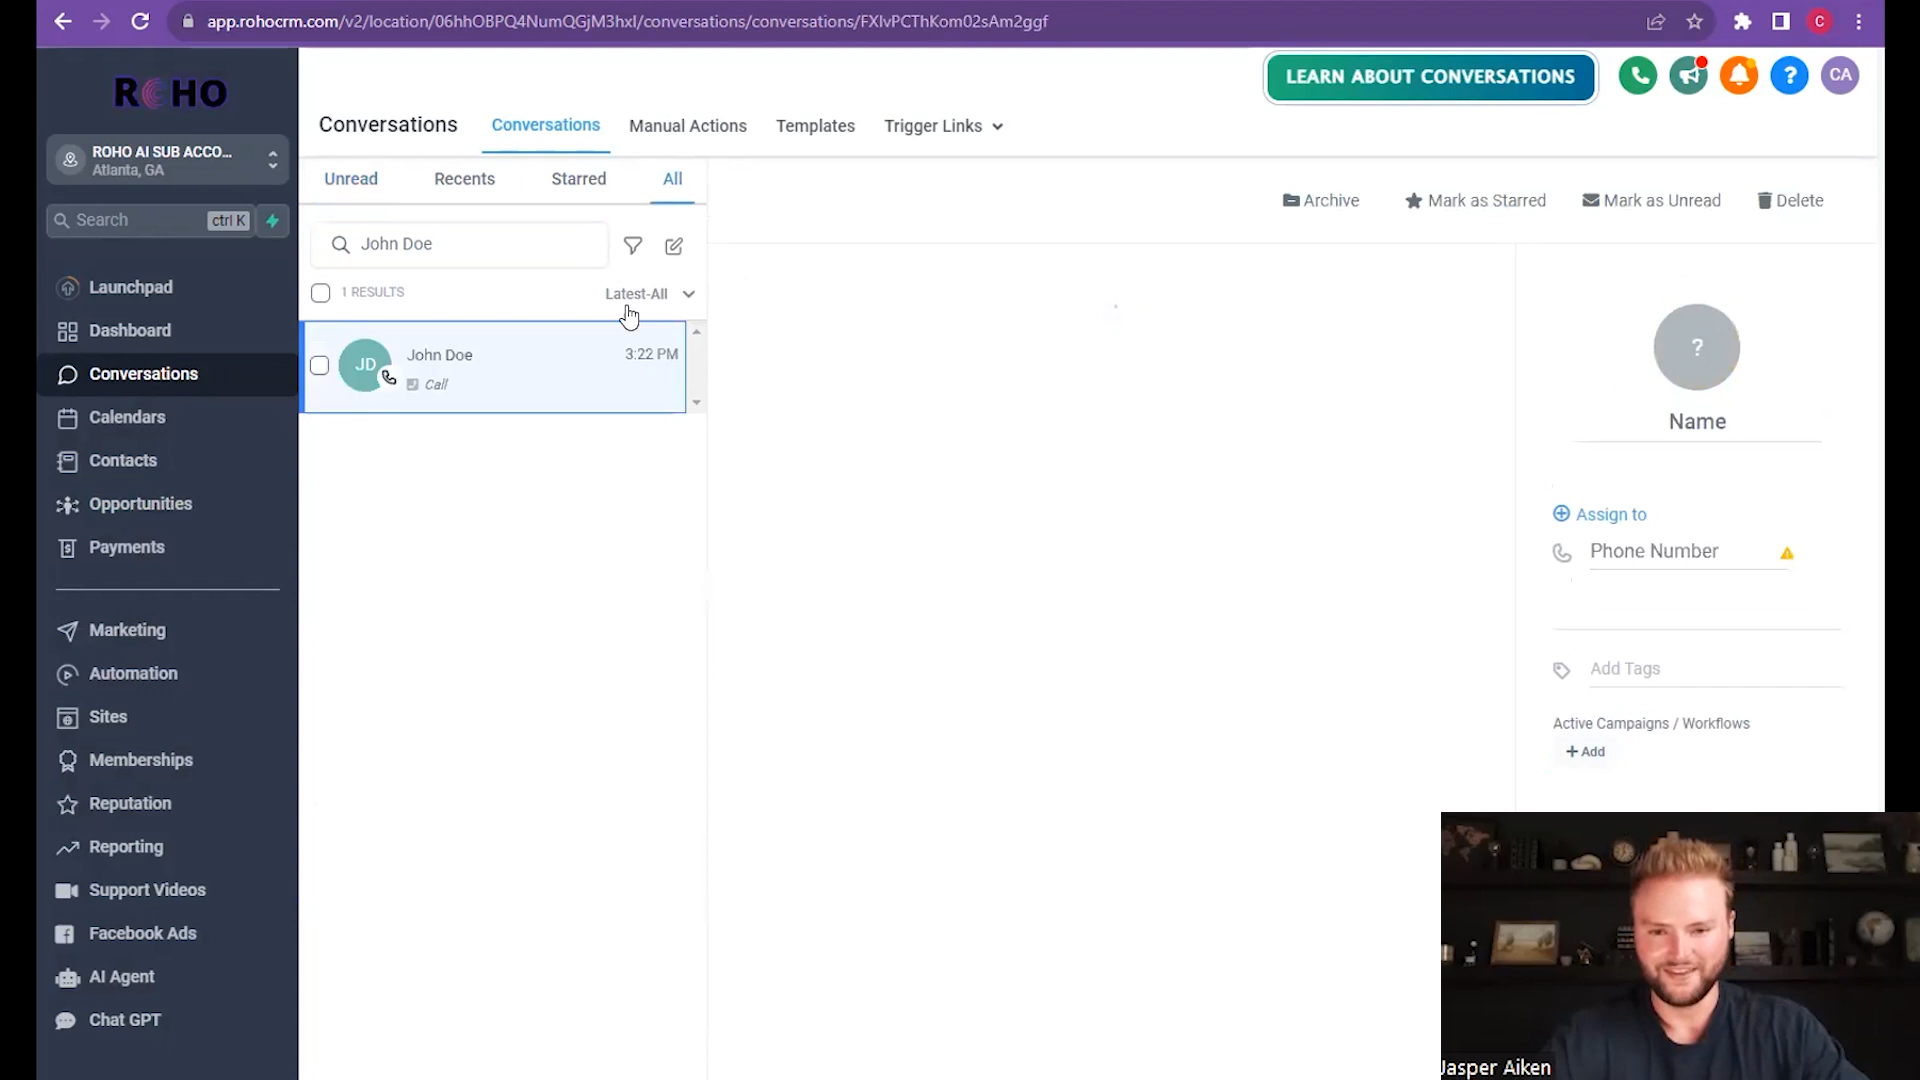 app.rohocrm.com/v2/location/06hhOBPQ4NumQGjM3hxI/conversations/conversations/FXIvPCThKom02sAm2ggf
C
ROHO
LEARN ABOUT CONVERSATIONS
?
CA
Conversations
Conversations
Manual Actions
Templates
Trigger Links
ROHO AI SUB ACCO...
Atlanta, GA
Search
ctrl K
Unread
Recents
Starred
All
Archive
Mark as Starred
Mark as Unread
Delete
John Doe
1 RESULTS
Latest-All
JD
John Doe
3:22 PM
Call
Launchpad
Dashboard
Conversations
Calendars
Contacts
Opportunities
Payments
Marketing
Automation
Sites
Memberships
Reputation
Reporting
Support Videos
Facebook Ads
AI Agent
Chat GPT
?
Name
Assign to
Phone Number
Add Tags
Active Campaigns / Workflows
+ Add
Jasper Aiken